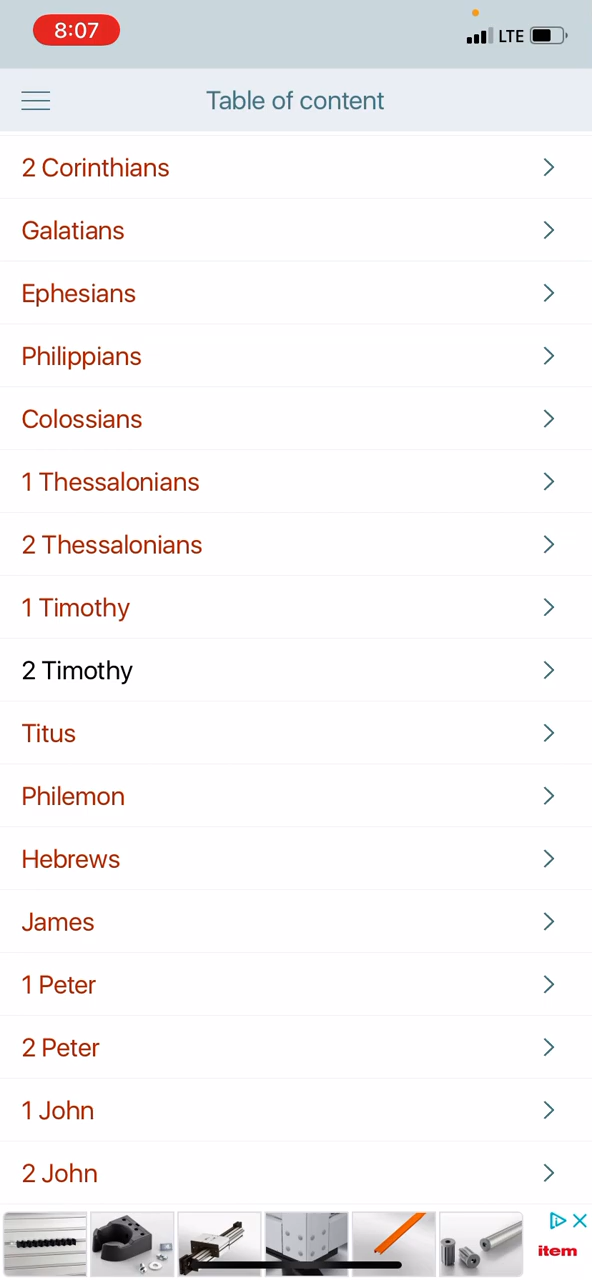 8:07
LTE
Table of content
2 Corinthians
Galatians
Ephesians
Philippians
Colossians
1 Thessalonians
2 Thessalonians
1 Timothy
2 Timothy
Titus
Philemon
Hebrews
James
1 Peter
2 Peter
1 John
2 John
item